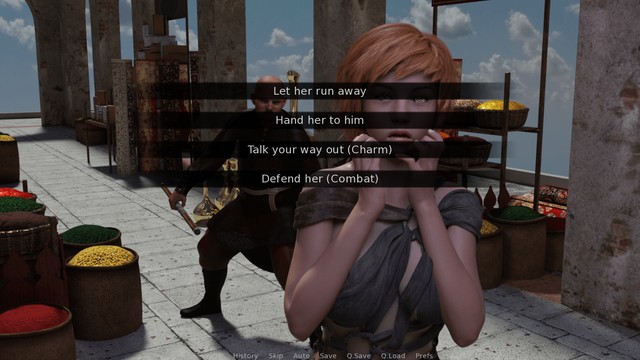 Let her run away
Hand her to him
Talk your way out (Charm)
Defend her (Combat)
History Skip Auto Save Q.Save Q.Load Prefs